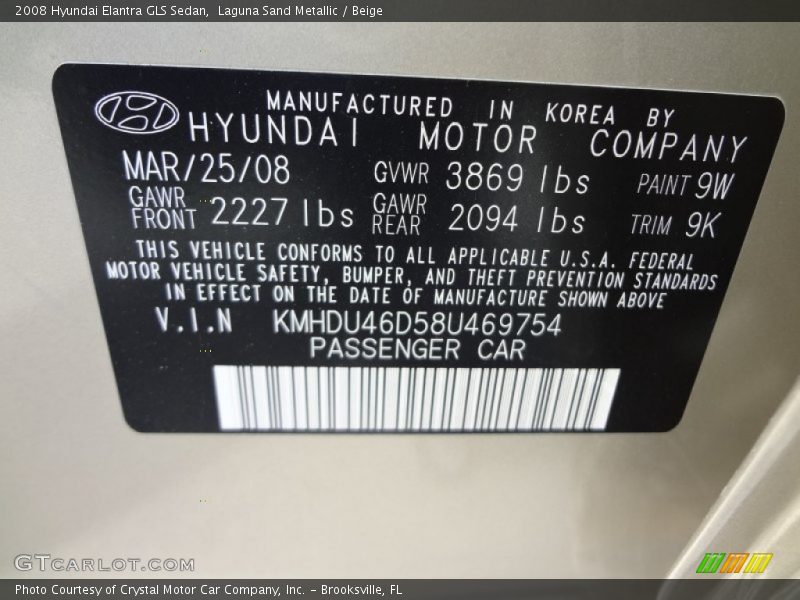 2008 Hyundai Elantra GLS Sedan,  Laguna Sand Metallic / Beige
MANUFACTURED IN KOREA BY
HYUNDAI MOTOR COMPANY
MAR/25/08 GVWR 3869 lbs PAINT 9W
GAWR FRONT 2227 lbs GAWR REAR 2094 lbs TRIM 9K
THIS VEHICLE CONFORMS TO ALL APPLICABLE U.S.A. FEDERAL
MOTOR VEHICLE SAFETY, BUMPER, AND THEFT PREVENTION STANDARDS
IN EFFECT ON THE DATE OF MANUFACTURE SHOWN ABOVE
V.I.N KMHDU46D58U469754
PASSENGER CAR
GTCARLOT.COM
Photo Courtesy of Crystal Motor Car Company, Inc. – Brooksville, FL